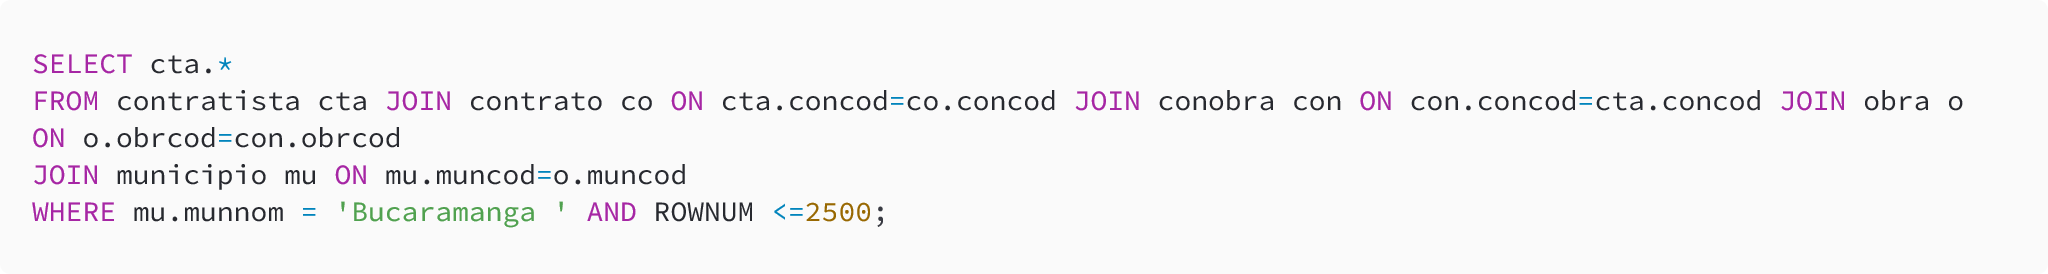 SELECT cta.*
FROM contratista cta JOIN contrato co ON cta.concod=co.concod JOIN conobra con ON con.concod=cta.concod JOIN obra o
ON o.obrcod=con.obrcod
JOIN municipio mu ON mu.muncod=o.muncod
WHERE mu.munnom = 'Bucaramanga ' AND ROWNUM <=2500;